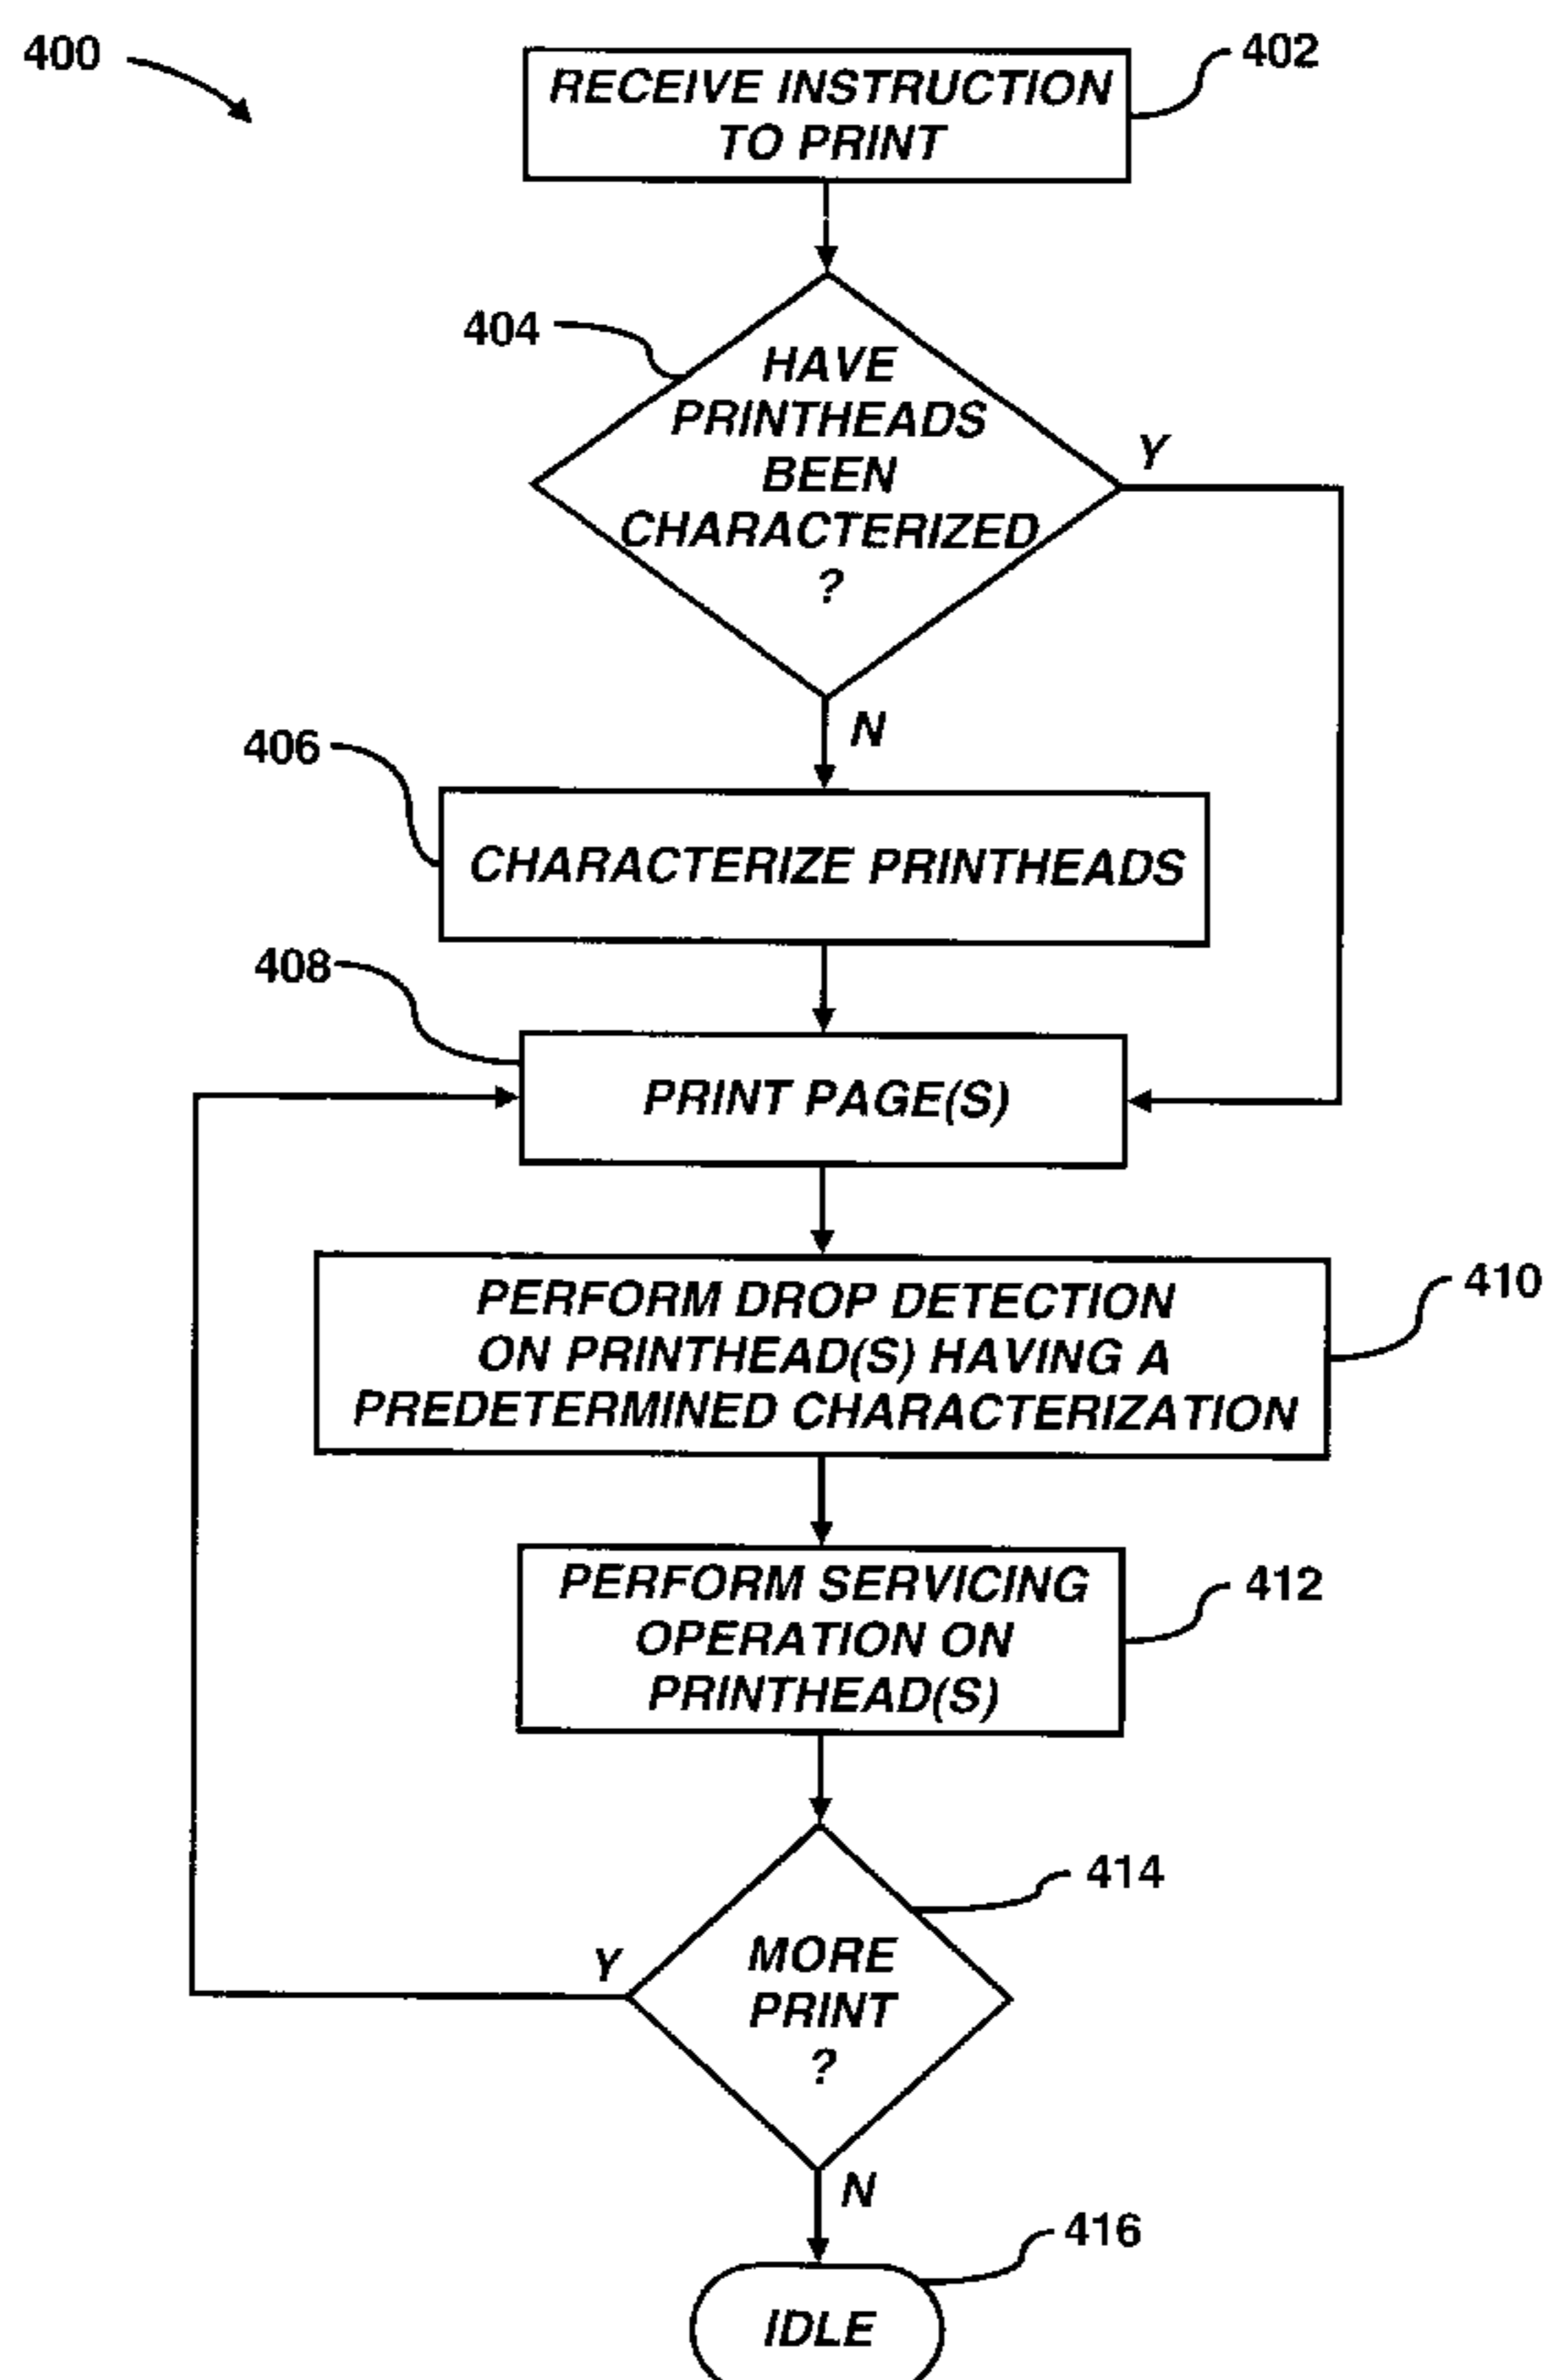 400
RECEIVE INSTRUCTION
TO PRINT
402
404
HAVE
PRINTHEADS
BEEN
CHARACTERIZED
?
Y
N
406
CHARACTERIZE PRINTHEADS
408
PRINT PAGE(S)
PERFORM DROP DETECTION
ON PRINTHEAD(S) HAVING A
PREDETERMINED CHARACTERIZATION
410
PERFORM SERVICING
OPERATION ON
PRINTHEAD(S)
412
414
MORE
PRINT
?
Y
N
416
IDLE